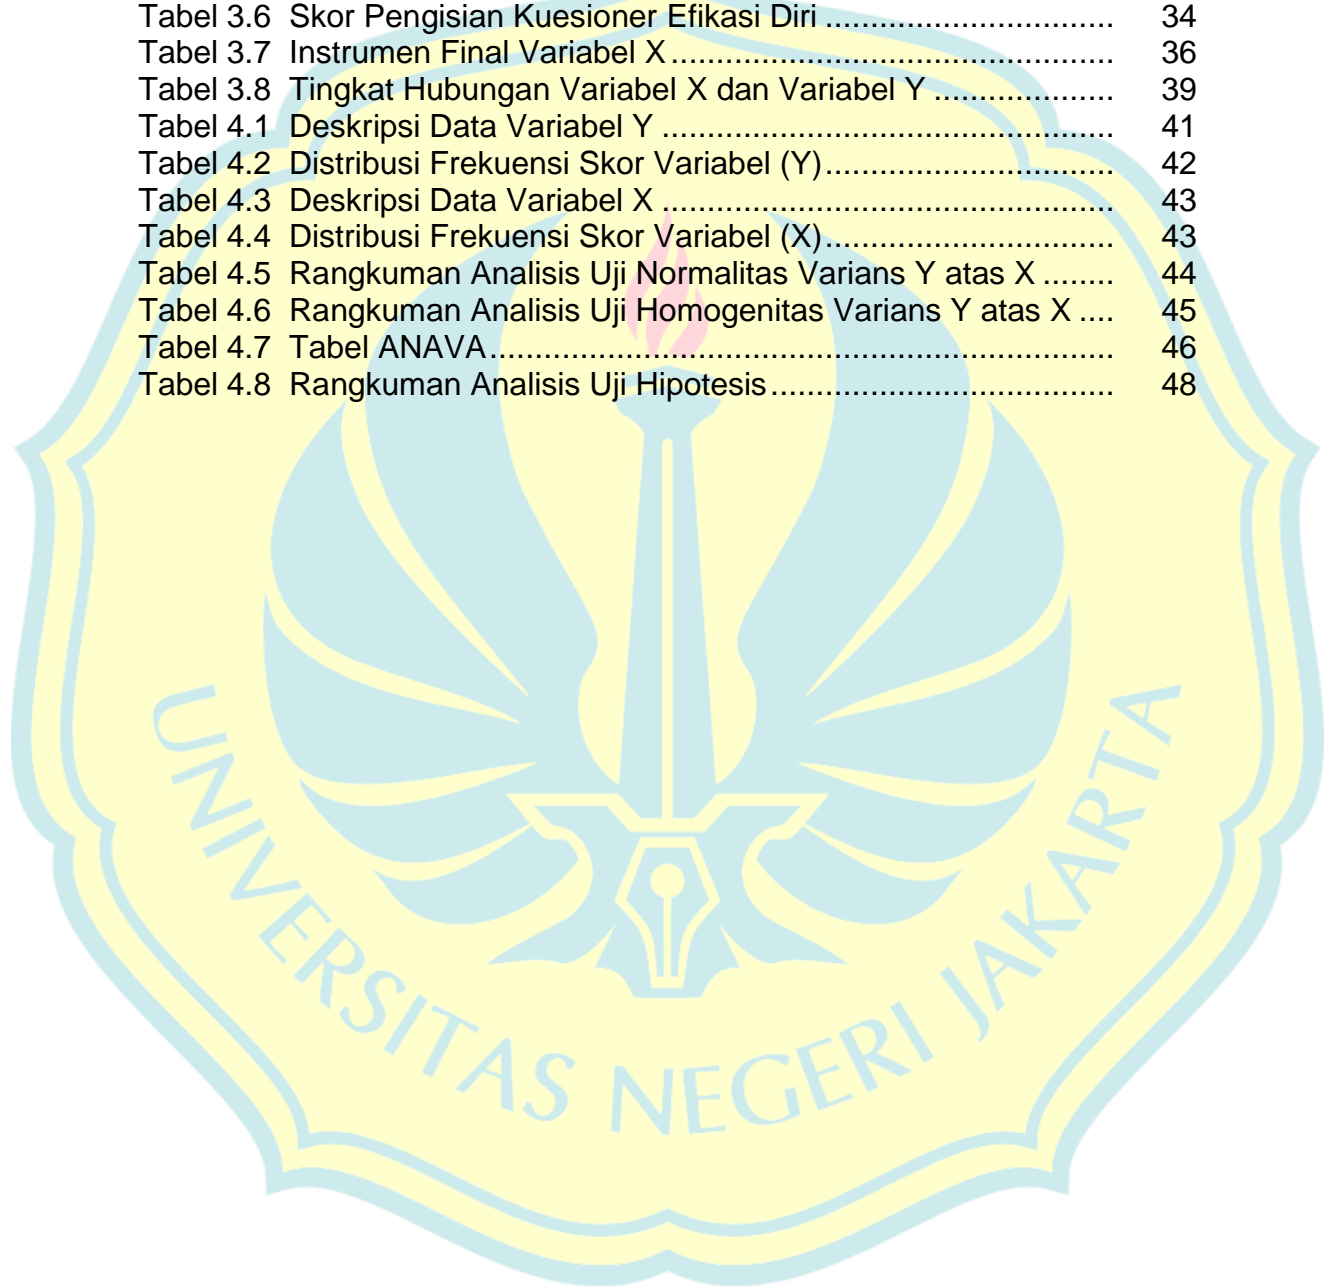 Tabel 3.6 Skor Pengisian Kuesioner Efikasi Diri ................................ 34
Tabel 3.7 Instrumen Final Variabel X ................................................. 36
Tabel 3.8 Tingkat Hubungan Variabel X dan Variabel Y .................... 39
Tabel 4.1 Deskripsi Data Variabel Y .................................................. 41
Tabel 4.2 Distribusi Frekuensi Skor Variabel (Y)................................ 42
Tabel 4.3 Deskripsi Data Variabel X .................................................. 43
Tabel 4.4 Distribusi Frekuensi Skor Variabel (X)................................ 43
Tabel 4.5 Rangkuman Analisis Uji Normalitas Varians Y atas X ........ 44
Tabel 4.6 Rangkuman Analisis Uji Homogenitas Varians Y atas X .... 45
Tabel 4.7 Tabel ANAVA..................................................................... 46
Tabel 4.8 Rangkuman Analisis Uji Hipotesis...................................... 48
UNIVERSITAS NEGERI JAKARTA